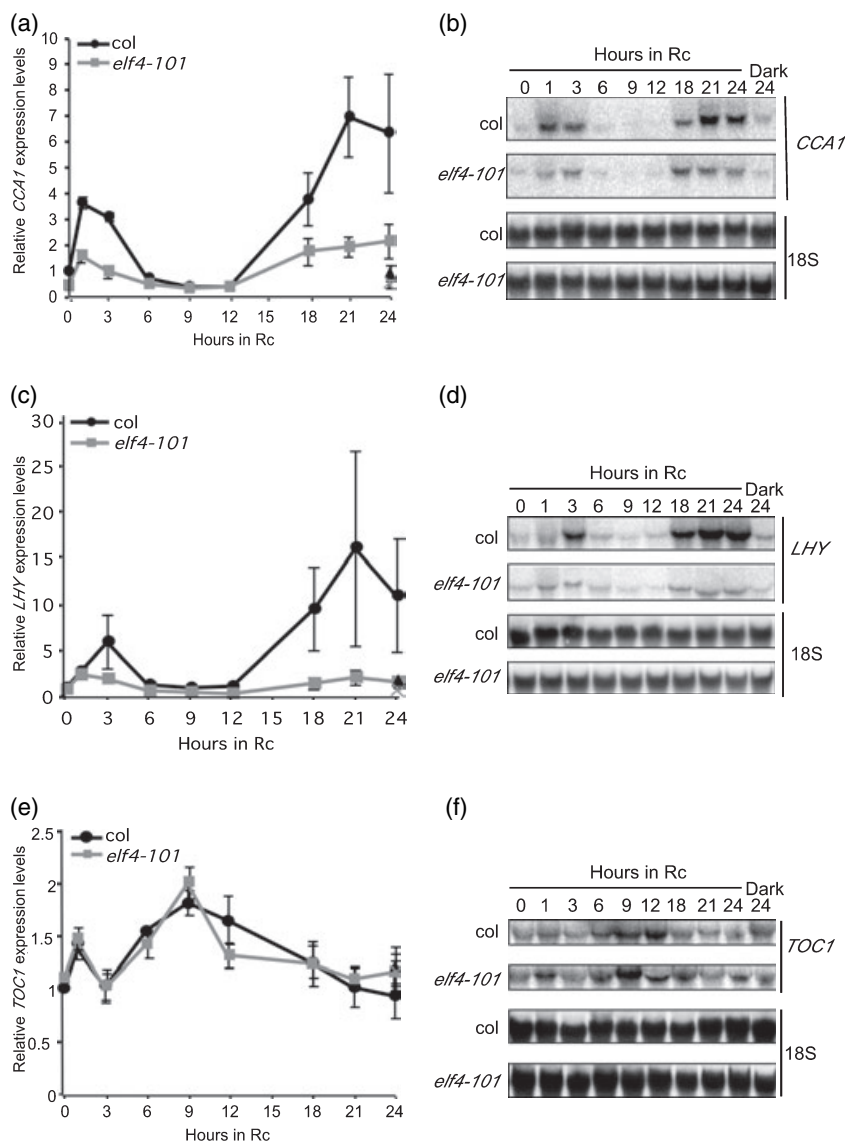 (a)
col
elf4-101
Relative CCA1 expression levels
10
9
8
7
6
5
4
3
2
1
0
0 3 6 9 12 15 18 21 24
Hours in Rc
(b)
Hours in Rc
Dark
0 1 3 6 9 12 18 21 24 24
col
elf4-101
CCA1
col
elf4-101
18S
(c)
col
elf4-101
Relative LHY expression levels
30
25
20
15
10
5
0
0 3 6 9 12 15 18 21 24
Hours in Rc
(d)
Hours in Rc
Dark
0 1 3 6 9 12 18 21 24 24
col
elf4-101
LHY
col
elf4-101
18S
(e)
col
elf4-101
Relative TOC1 expression levels
2.5
2
1.5
1
0.5
0
0 3 6 9 12 15 18 21 24
Hours in Rc
(f)
Hours in Rc
Dark
0 1 3 6 9 12 18 21 24 24
col
elf4-101
TOC1
col
elf4-101
18S